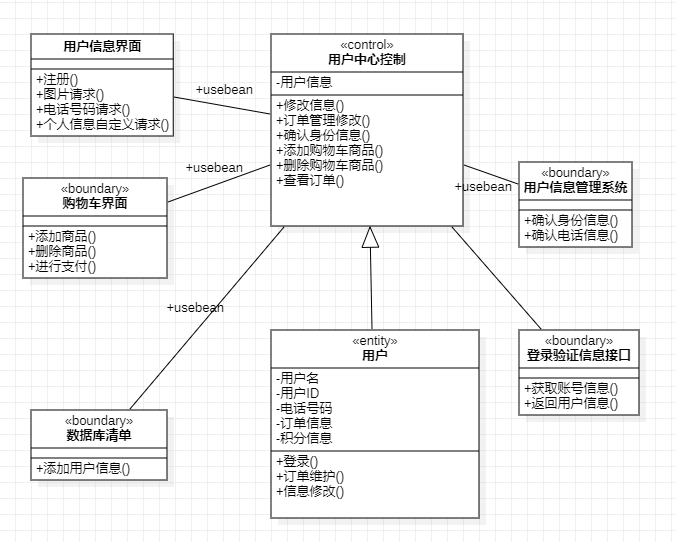 用户信息界面
+注册()
+图片请求()
+电话号码请求()
+个人信息自定义请求()
+usebean
«control»
用户中心控制
-用户信息
+修改信息()
+订单管理修改()
+确认身份信息()
+添加购物车商品()
+删除购物车商品()
+查看订单()
+usebean
«boundary»
购物车界面
+添加商品()
+删除商品()
+进行支付()
+usebean
«boundary»
用户信息管理系统
+确认身份信息()
+确认电话信息()
+usebean
«boundary»
数据库清单
+添加用户信息()
«entity»
用户
-用户名
-用户ID
-电话号码
-订单信息
-积分信息
+登录()
+订单维护()
+信息修改()
«boundary»
登录验证信息接口
+获取账号信息()
+返回用户信息()